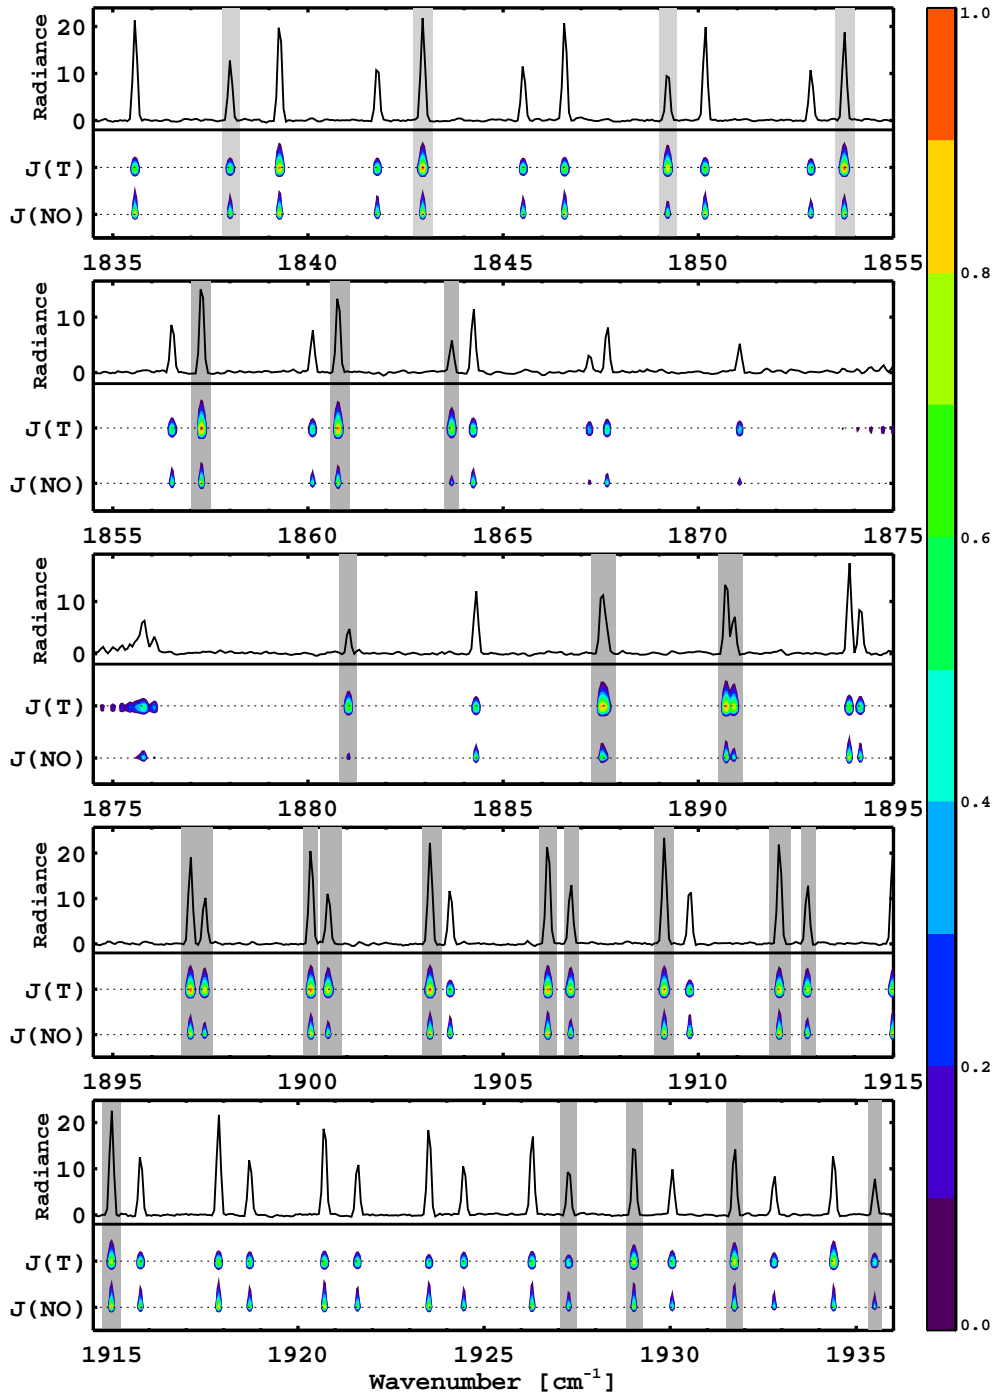 1.0
20
10
0
Radiance
J(T)
J(NO)
1835 1840 1845 1850 1855
10
0
Radiance
0.8
J(T)
J(NO)
1855 1860 1865 1870 1875
0.6
10
0
Radiance
J(T)
J(NO)
1875 1880 1885 1890 1895
0.4
20
10
0
Radiance
J(T)
J(NO)
0.2
1895 1900 1905 1910 1915
20
10
0
Radiance
J(T)
J(NO)
0.0
1915 1920 1925 1930 1935
Wavenumber [cm⁻¹]